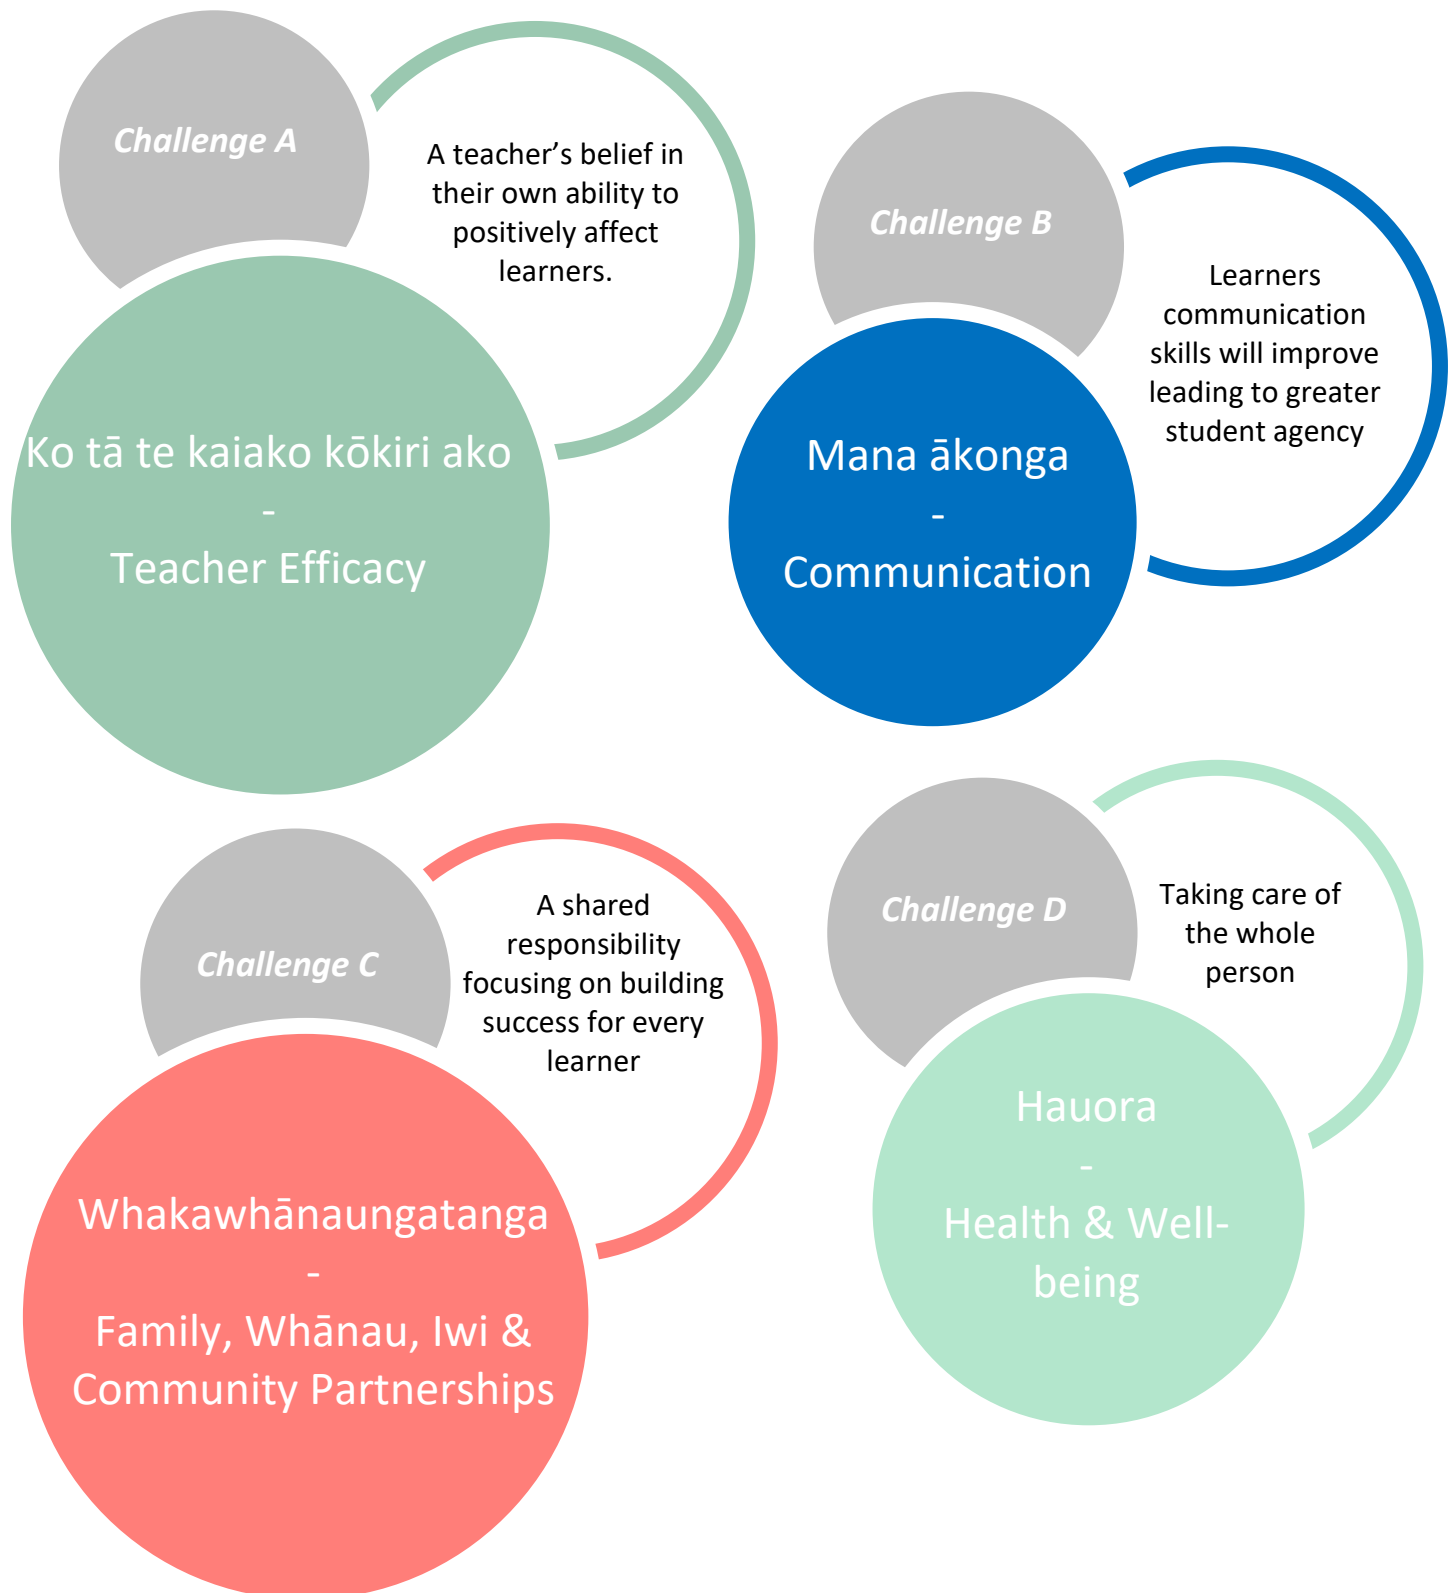 Challenge A
A teacher’s belief in
their own ability to
positively affect
learners.
Ko tā te kaiako kōkiri ako
-
Teacher Efficacy
Challenge B
Learners
communication
skills will improve
leading to greater
student agency
Mana ākonga
-
Communication
Challenge C
A shared
responsibility
focusing on building
success for every
learner
Whakawhānaungatanga
-
Family, Whānau, Iwi &
Community Partnerships
Challenge D
Taking care of
the whole
person
Hauora
-
Health & Well-
being